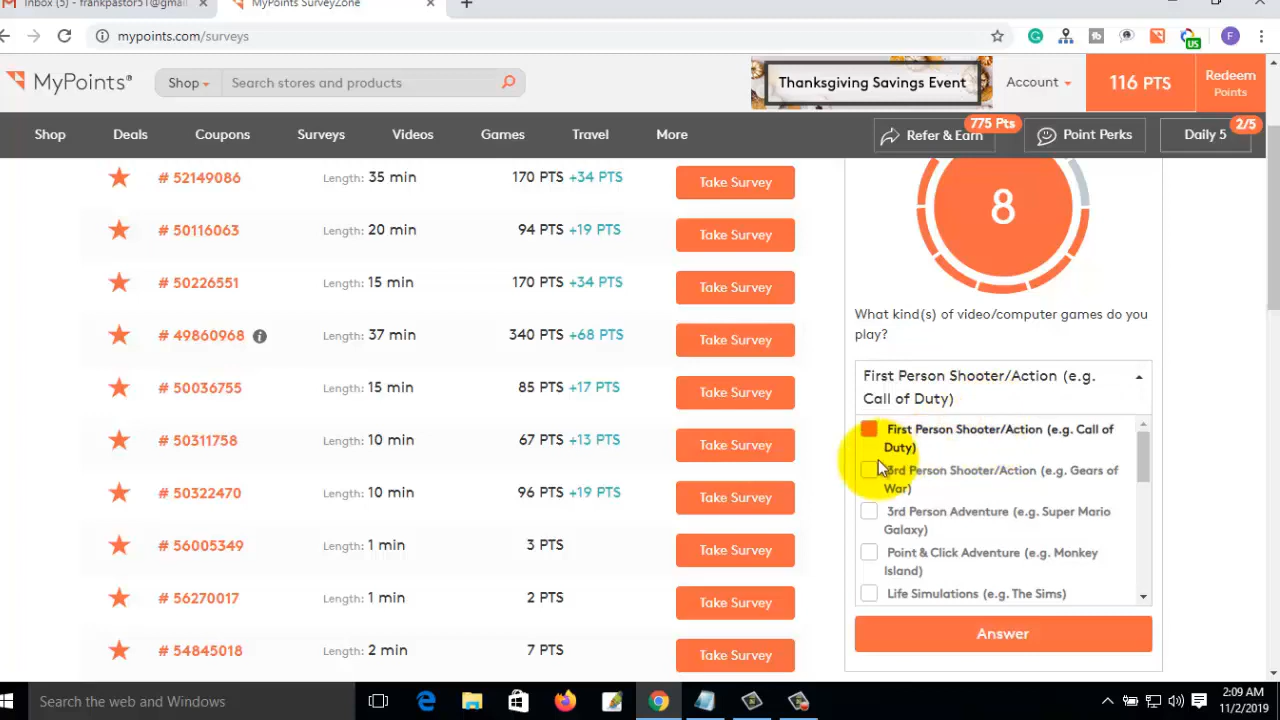 Inbox (5) - frankpastor51@gmail
MyPoints SurveyZone
mypoints.com/surveys
US
F
MyPoints®
Shop
Search stores and products
Thanksgiving Savings Event
Account
116 PTS
Redeem
Points
Shop
Deals
Coupons
Surveys
Videos
Games
Travel
More
Refer & Earn
775 Pts
Point Perks
Daily 5
2/5
# 52149086 Length: 35 min 170 PTS +34 PTS Take Survey
# 50116063 Length: 20 min 94 PTS +19 PTS Take Survey
# 50226551 Length: 15 min 170 PTS +34 PTS Take Survey
# 49860968 Length: 37 min 340 PTS +68 PTS Take Survey
# 50036755 Length: 15 min 85 PTS +17 PTS Take Survey
# 50311758 Length: 10 min 67 PTS +13 PTS Take Survey
# 50322470 Length: 10 min 96 PTS +19 PTS Take Survey
# 56005349 Length: 1 min 3 PTS Take Survey
# 56270017 Length: 1 min 2 PTS Take Survey
# 54845018 Length: 2 min 7 PTS Take Survey
8
What kind(s) of video/computer games do you
play?
First Person Shooter/Action (e.g.
Call of Duty)
First Person Shooter/Action (e.g. Call of
Duty)
3rd Person Shooter/Action (e.g. Gears of
War)
3rd Person Adventure (e.g. Super Mario
Galaxy)
Point & Click Adventure (e.g. Monkey
Island)
Life Simulations (e.g. The Sims)
Answer
Search the web and Windows
2:09 AM
11/2/2019